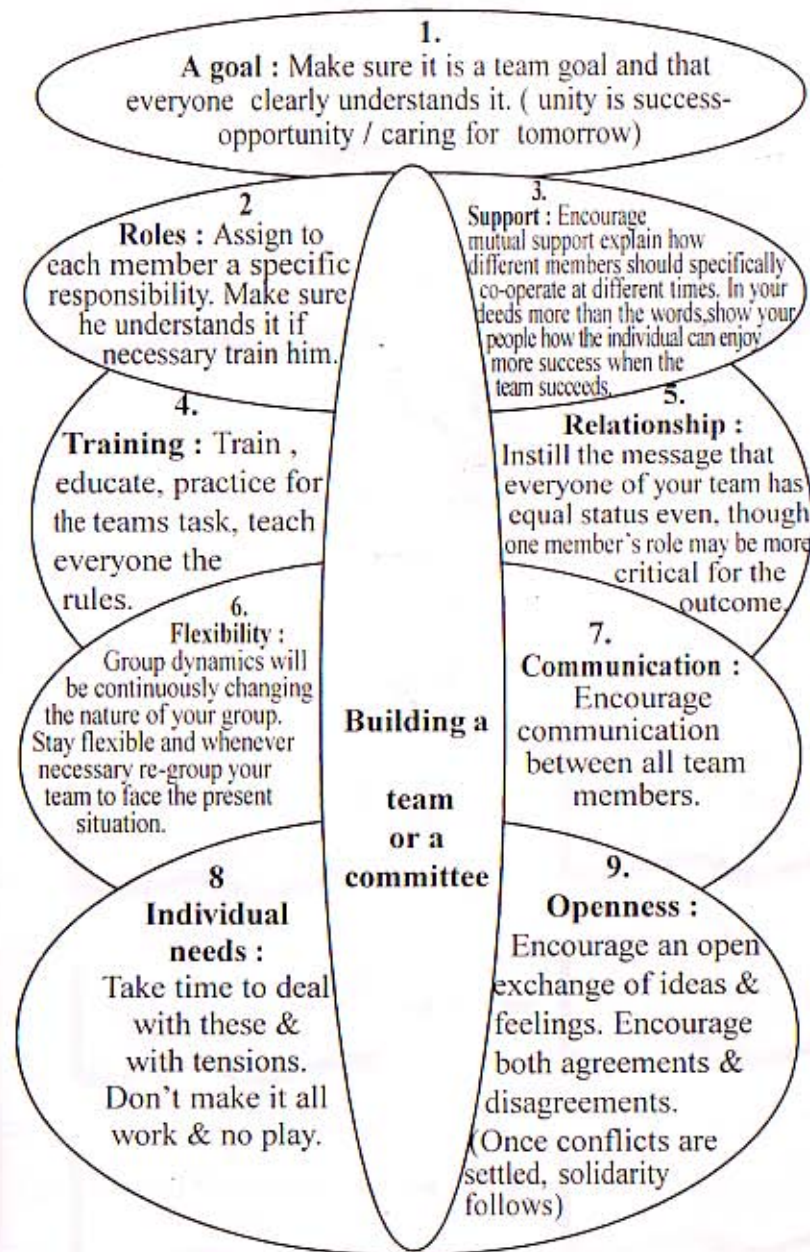 1.
A goal : Make sure it is a team goal and that
everyone clearly understands it. ( unity is success-
opportunity / caring for tomorrow)
2
Roles : Assign to
each member a specific
responsibility. Make sure
he understands it if
necessary train him.
3.
Support : Encourage
mutual support explain how
different members should specifically
co-operate at different times. In your
deeds more than the words,show your
people how the individual can enjoy
more success when the
team succeeds.
4.
Training : Train ,
educate, practice for
the teams task, teach
everyone the
rules.
5.
Relationship :
Instill the message that
everyone of your team has
equal status even, though
one member's role may be more
critical for the
outcome.
6.
Flexibility :
Group dynamics will
be continuously changing
the nature of your group.
Stay flexible and whenever
necessary re-group your
team to face the present
situation.
7.
Communication :
Encourage
communication
between all team
members.
Building a
team
or a
committee
8
Individual
needs :
Take time to deal
with these &
with tensions.
Don't make it all
work & no play.
9.
Openness :
Encourage an open
exchange of ideas &
feelings. Encourage
both agreements &
disagreements.
(Once conflicts are
settled, solidarity
follows)